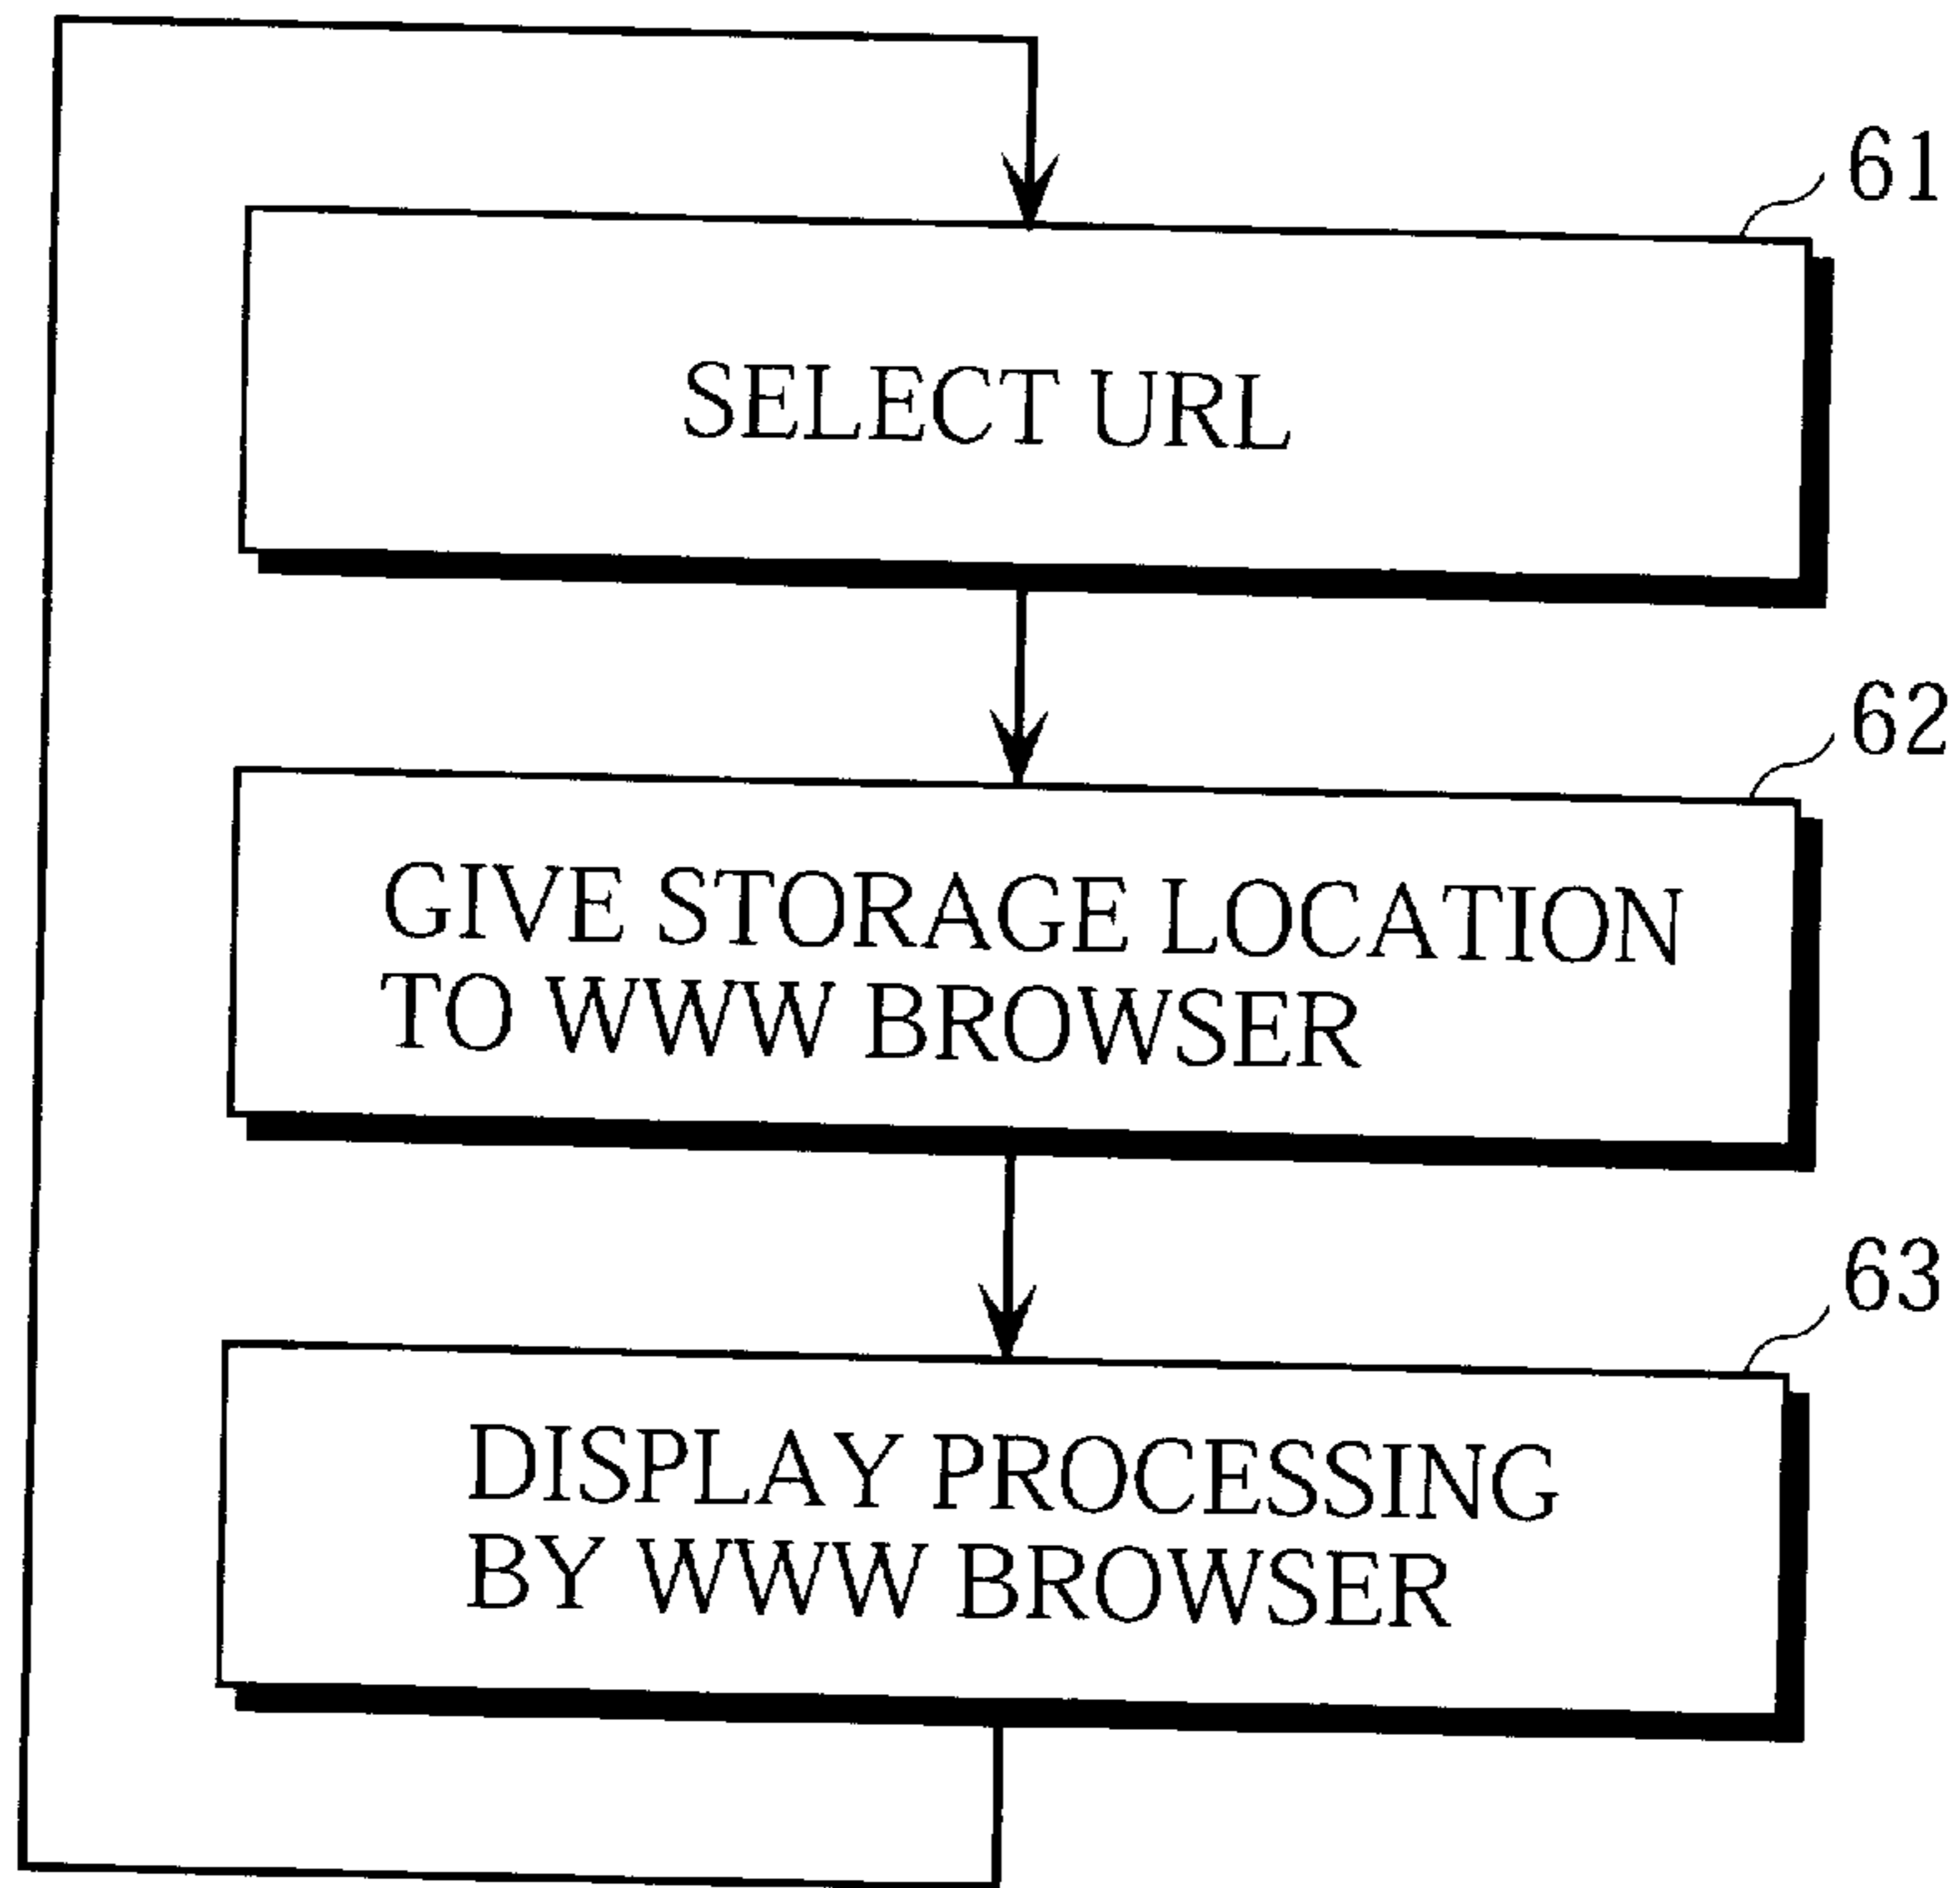 61
SELECT URL
62
GIVE STORAGE LOCATION
TO WWW BROWSER
63
DISPLAY PROCESSING
BY WWW BROWSER